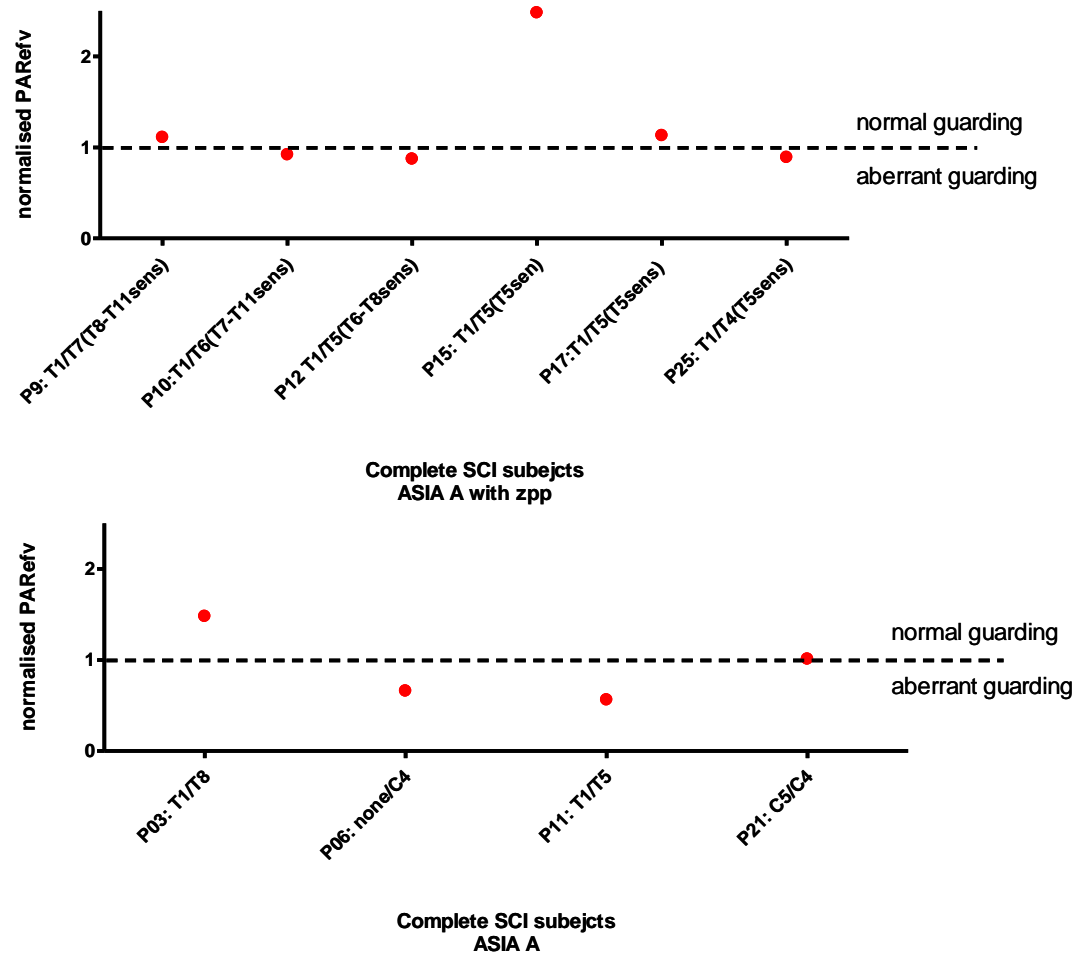 normalised PARefv
2
1
0
normal guarding
aberrant guarding
P9: T1/T7(T8-T11sens)
P10:T1/T6(T7-T11sens)
P12 T1/T5(T6-T8sens)
P15: T1/T5(T5sen)
P17:T1/T5(T5sens)
P25: T1/T4(T5sens)
Complete SCI subejcts
ASIA A with zpp
normalised PARefv
2
1
0
normal guarding
aberrant guarding
P03: T1/T8
P06: none/C4
P11: T1/T5
P21: C5/C4
Complete SCI subejcts
ASIA A